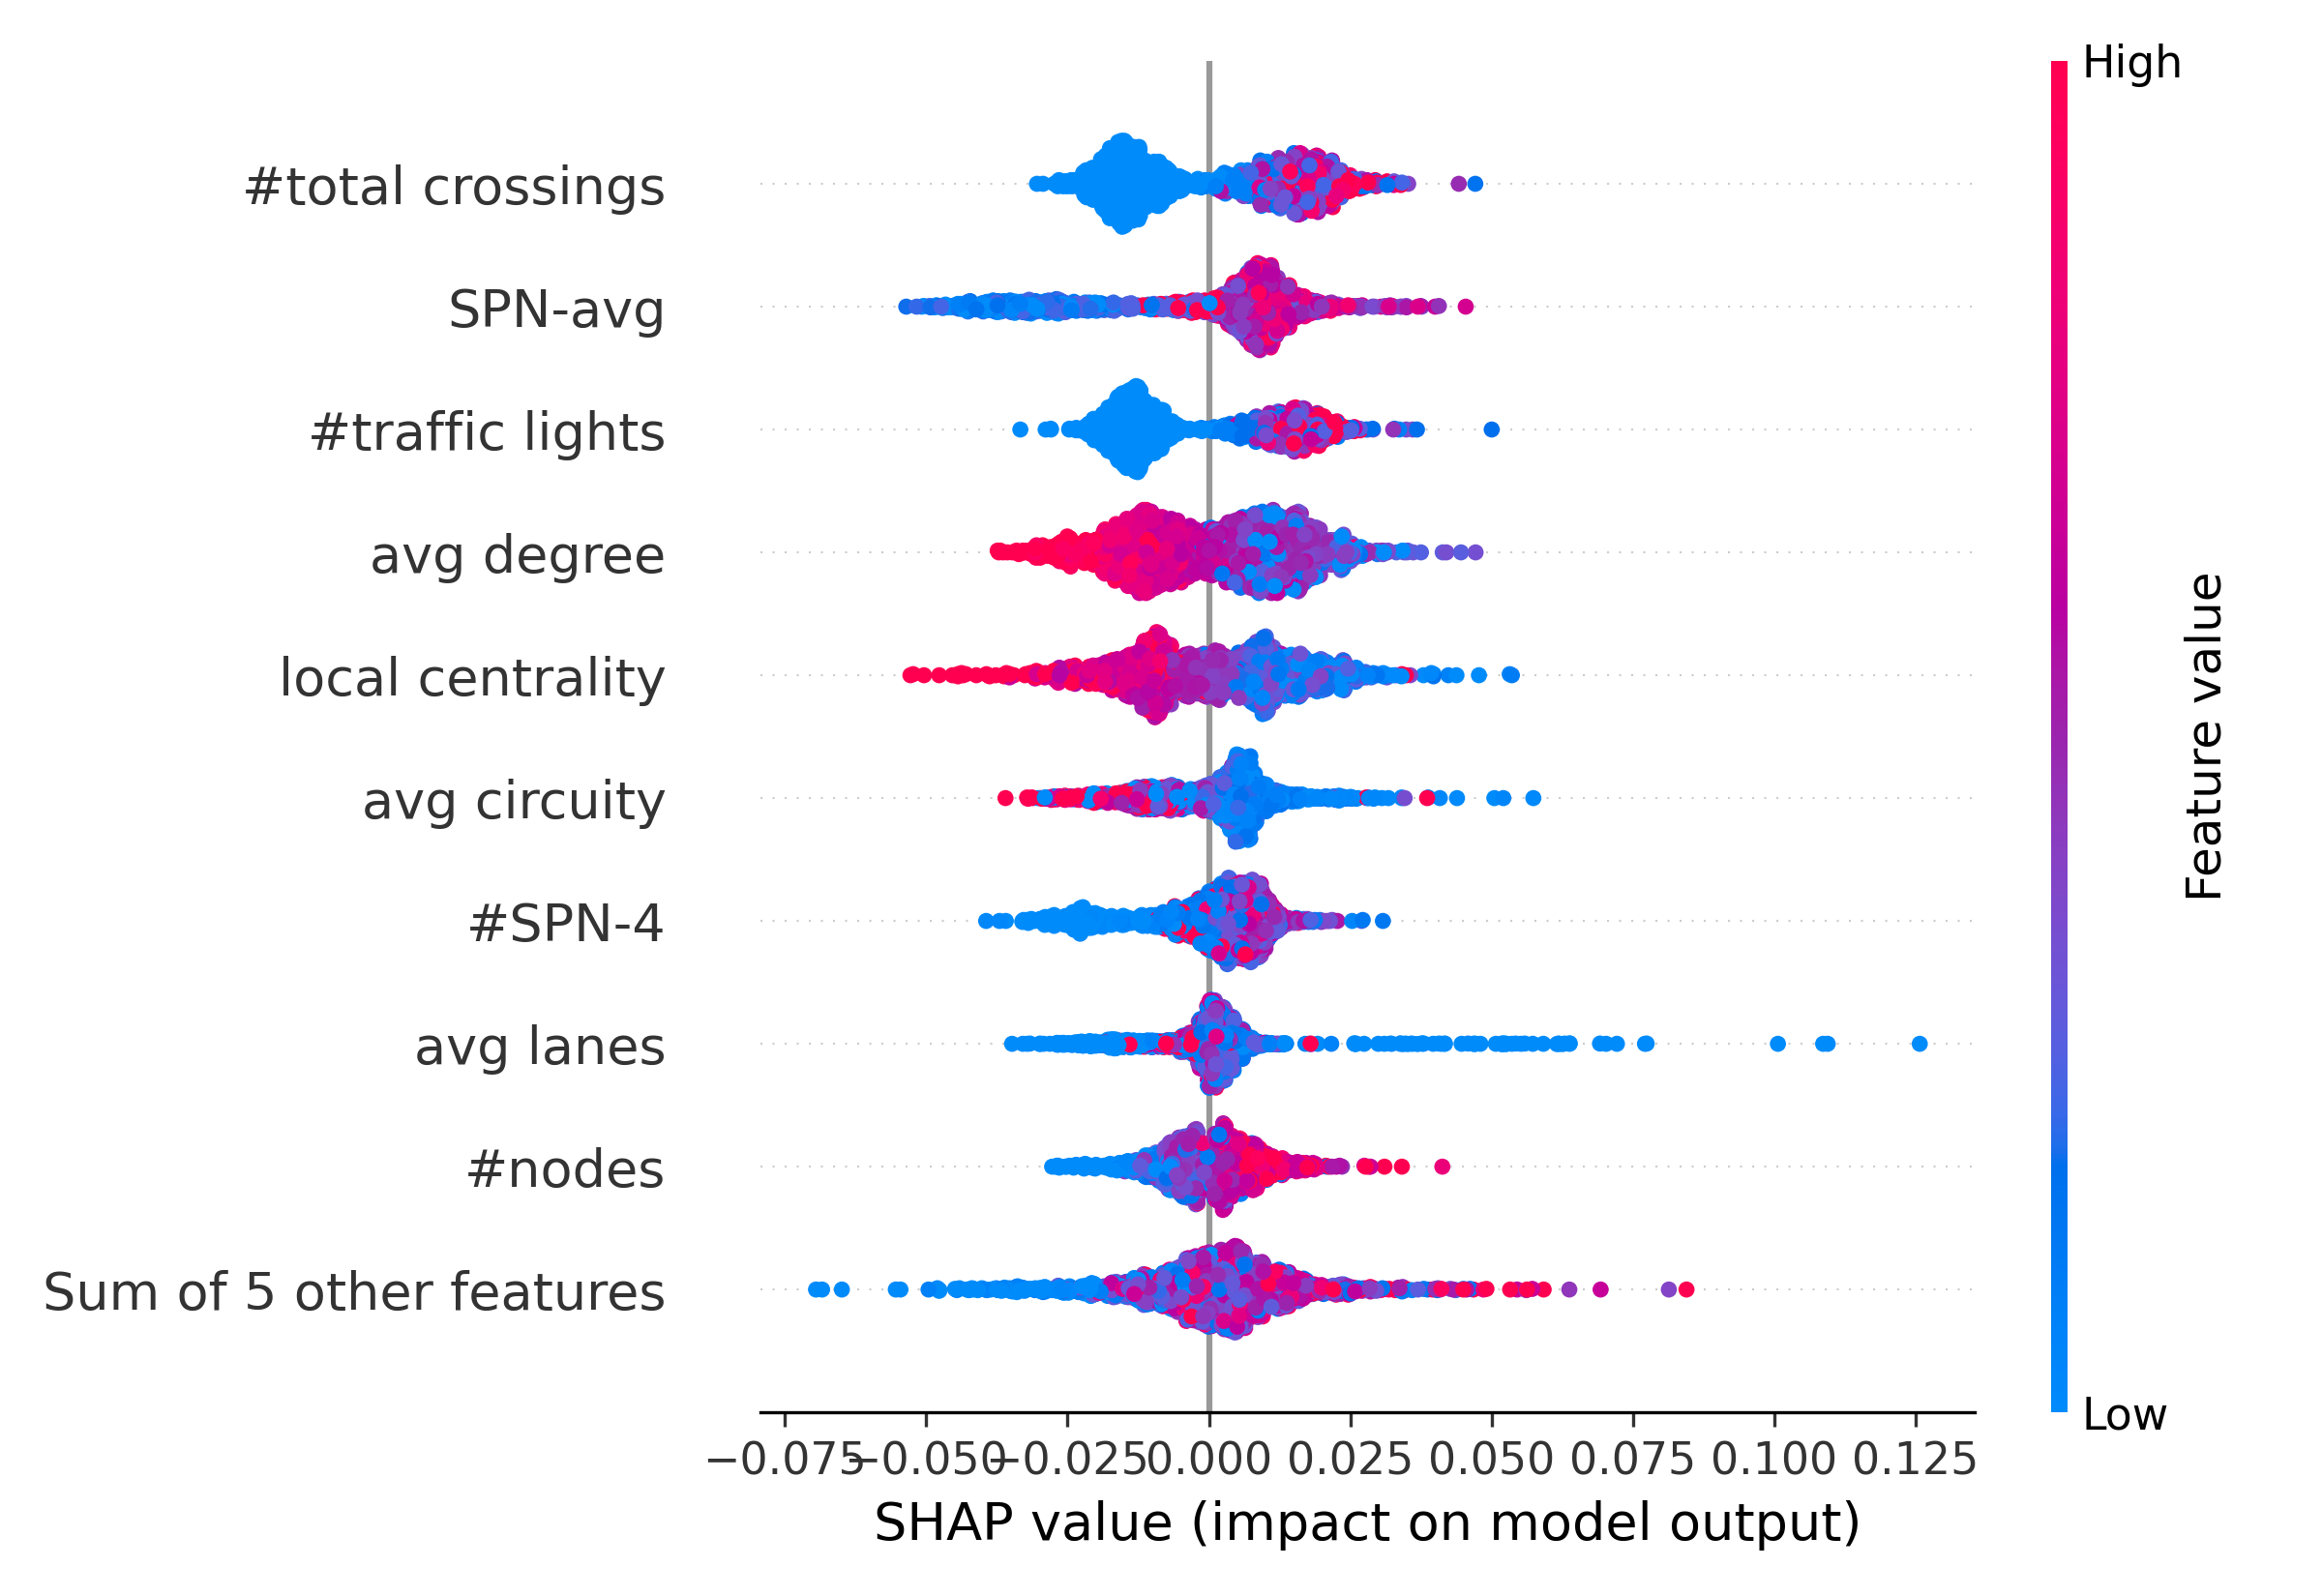 High
#total crossings
SPN-avg
#traffic lights
avg degree
local centrality
avg circuity
#SPN-4
avg lanes
#nodes
Sum of 5 other features
Feature value
Low
−0.075 −0.050 −0.025 0.000 0.025 0.050 0.075 0.100 0.125
SHAP value (impact on model output)